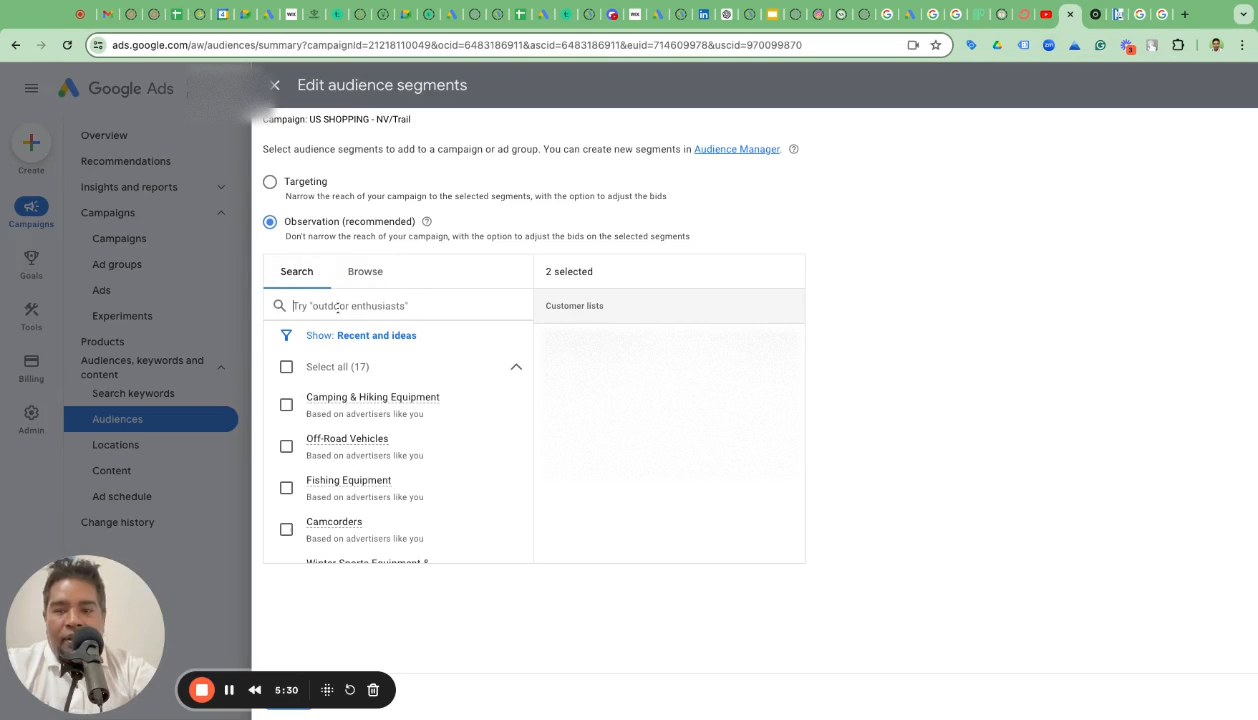 ads.google.com/aw/audiences/summary?campaignId=21218110049&ocid=6483186911&ascid=6483186911&euid=714609978&uscid=970099870
Google Ads
Edit audience segments
Create
Campaigns
Goals
Tools
Billing
Admin
Overview
Recommendations
Insights and reports
Campaigns
Campaigns
Ad groups
Ads
Experiments
Products
Audiences, keywords and
content
Search keywords
Audiences
Locations
Content
Ad schedule
Change history
Campaign: US SHOPPING - NV/Trail
Select audience segments to add to a campaign or ad group. You can create new segments in Audience Manager.
Targeting
Narrow the reach of your campaign to the selected segments, with the option to adjust the bids
Observation (recommended)
Don't narrow the reach of your campaign, with the option to adjust the bids on the selected segments
Search
Browse
2 selected
Try "outdoor enthusiasts"
Customer lists
Show: Recent and ideas
Select all (17)
Camping & Hiking Equipment
Based on advertisers like you
Off-Road Vehicles
Based on advertisers like you
Fishing Equipment
Based on advertisers like you
Camcorders
Based on advertisers like you
Winter Sports Equipment &
5:30